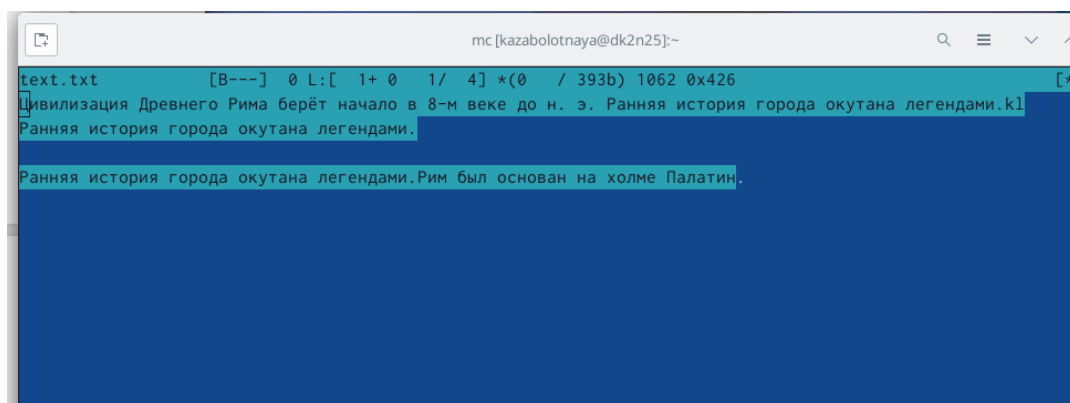 mc [kazabolotnaya@dk2n25]:~
text.txt [B---] 0 L:[ 1+ 0 1/ 4] *(0 / 393b) 1062 0x426 [*
Цивилизация Древнего Рима берёт начало в 8-м веке до н. э. Ранняя история города окутана легендами.kl
Ранняя история города окутана легендами.
Ранняя история города окутана легендами.Рим был основан на холме Палатин.